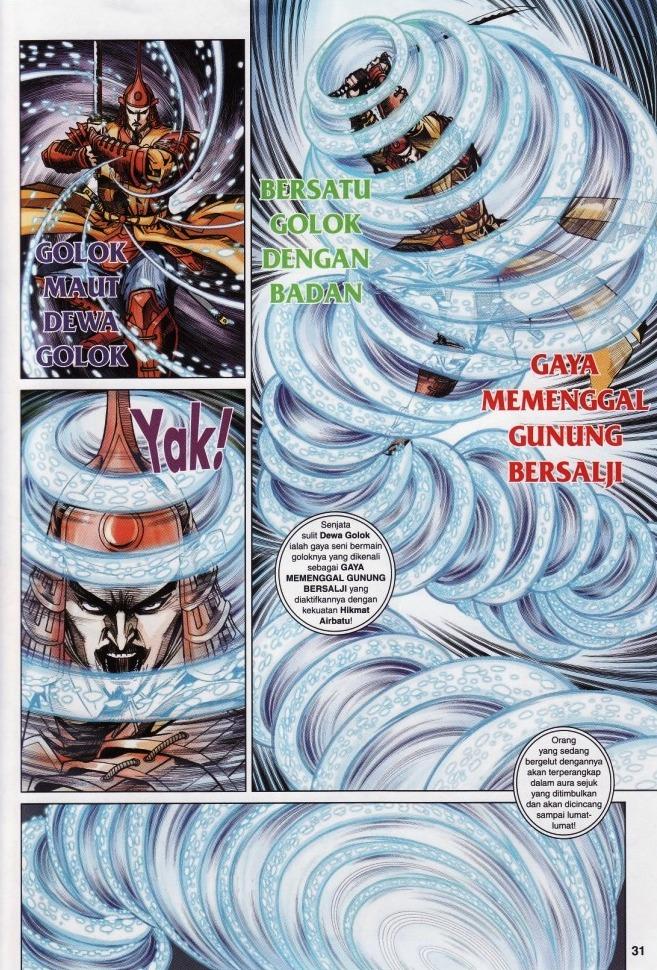 GOLOK
MAUT
DEWA
GOLOK
BERSATU
GOLOK
DENGAN
BADAN
GAYA
MEMENGGAL
GUNUNG
BERSALJI
Yak!
Senjata
sulit Dewa Golok
ialah gaya seni bermain
goloknya yang dikenali
sebagai GAYA
MEMENGGAL GUNUNG
BERSALJI yang
diaktifkannya dengan
kekuatan Hikmat
Airbatu!
Orang
yang sedang
bergelut dengannya
akan terperangkap
dalam aura sejuk
yang ditimbulkan
dan akan dicincang
sampai lumat-
lumat!
31